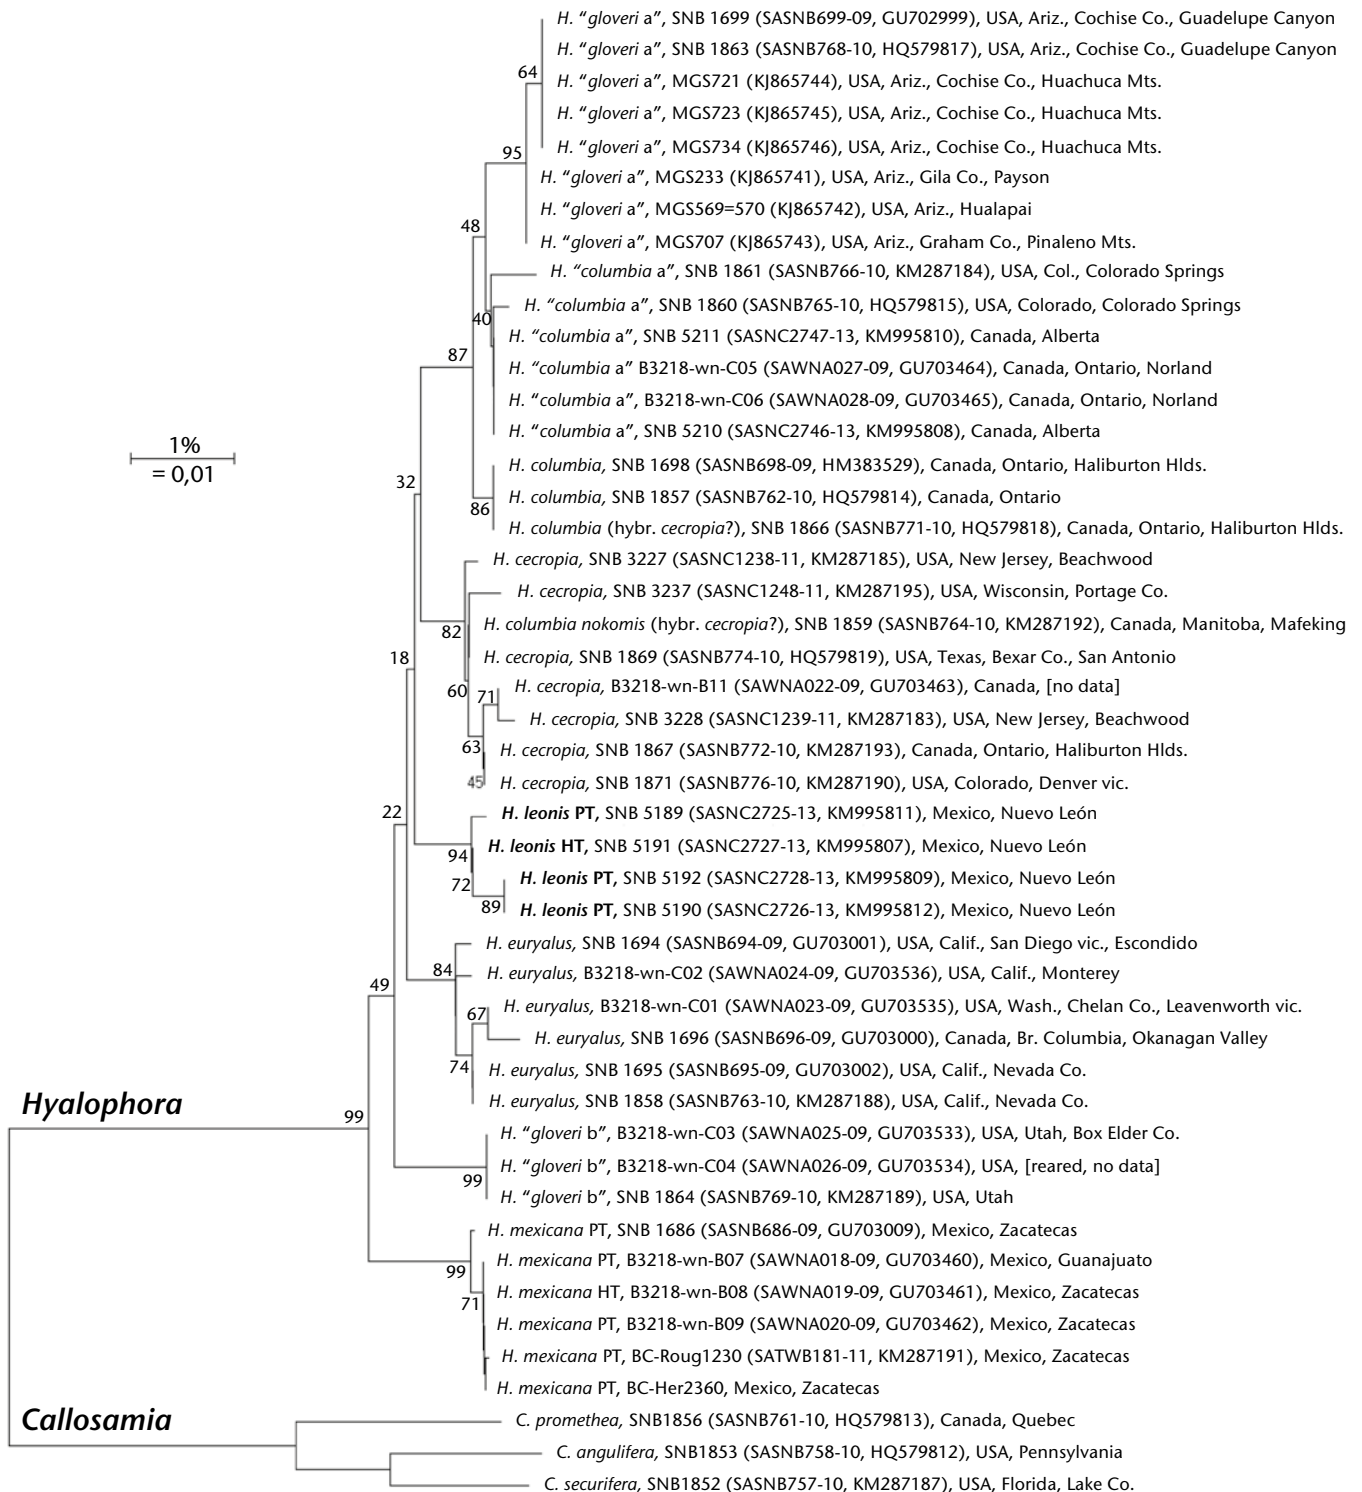 H. “gloveri a”, SNB 1699 (SASNB699-09, GU702999), USA, Ariz., Cochise Co., Guadelupe Canyon
H. “gloveri a”, SNB 1863 (SASNB768-10, HQ579817), USA, Ariz., Cochise Co., Guadelupe Canyon
64
H. “gloveri a”, MGS721 (KJ865744), USA, Ariz., Cochise Co., Huachuca Mts.
H. “gloveri a”, MGS723 (KJ865745), USA, Ariz., Cochise Co., Huachuca Mts.
H. “gloveri a”, MGS734 (KJ865746), USA, Ariz., Cochise Co., Huachuca Mts.
95
H. “gloveri a”, MGS233 (KJ865741), USA, Ariz., Gila Co., Payson
H. “gloveri a”, MGS569=570 (KJ865742), USA, Ariz., Hualapai
48
H. “gloveri a”, MGS707 (KJ865743), USA, Ariz., Graham Co., Pinaleno Mts.
H. “columbia a”, SNB 1861 (SASNB766-10, KM287184), USA, Col., Colorado Springs
H. “columbia a”, SNB 1860 (SASNB765-10, HQ579815), USA, Colorado, Colorado Springs
40
H. “columbia a”, SNB 5211 (SASNC2747-13, KM995810), Canada, Alberta
87
H. “columbia a” B3218-wn-C05 (SAWNA027-09, GU703464), Canada, Ontario, Norland
H. “columbia a”, B3218-wn-C06 (SAWNA028-09, GU703465), Canada, Ontario, Norland
H. “columbia a”, SNB 5210 (SASNC2746-13, KM995808), Canada, Alberta
1%
= 0,01
H. columbia, SNB 1698 (SASNB698-09, HM383529), Canada, Ontario, Haliburton Hlds.
32
H. columbia, SNB 1857 (SASNB762-10, HQ579814), Canada, Ontario
86
H. columbia (hybr. cecropia?), SNB 1866 (SASNB771-10, HQ579818), Canada, Ontario, Haliburton Hlds.
H. cecropia, SNB 3227 (SASNC1238-11, KM287185), USA, New Jersey, Beachwood
H. cecropia, SNB 3237 (SASNC1248-11, KM287195), USA, Wisconsin, Portage Co.
82
H. columbia nokomis (hybr. cecropia?), SNB 1859 (SASNB764-10, KM287192), Canada, Manitoba, Mafeking
18
H. cecropia, SNB 1869 (SASNB774-10, HQ579819), USA, Texas, Bexar Co., San Antonio
60
71
H. cecropia, B3218-wn-B11 (SAWNA022-09, GU703463), Canada, [no data]
H. cecropia, SNB 3228 (SASNC1239-11, KM287183), USA, New Jersey, Beachwood
63
H. cecropia, SNB 1867 (SASNB772-10, KM287193), Canada, Ontario, Haliburton Hlds.
45
H. cecropia, SNB 1871 (SASNB776-10, KM287190), USA, Colorado, Denver vic.
22
H. leonis PT, SNB 5189 (SASNC2725-13, KM995811), Mexico, Nuevo León
94
H. leonis HT, SNB 5191 (SASNC2727-13, KM995807), Mexico, Nuevo León
72
H. leonis PT, SNB 5192 (SASNC2728-13, KM995809), Mexico, Nuevo León
89
H. leonis PT, SNB 5190 (SASNC2726-13, KM995812), Mexico, Nuevo León
H. euryalus, SNB 1694 (SASNB694-09, GU703001), USA, Calif., San Diego vic., Escondido
84
H. euryalus, B3218-wn-C02 (SAWNA024-09, GU703536), USA, Calif., Monterey
49
67
H. euryalus, B3218-wn-C01 (SAWNA023-09, GU703535), USA, Wash., Chelan Co., Leavenworth vic.
H. euryalus, SNB 1696 (SASNB696-09, GU703000), Canada, Br. Columbia, Okanagan Valley
74
H. euryalus, SNB 1695 (SASNB695-09, GU703002), USA, Calif., Nevada Co.
H. euryalus, SNB 1858 (SASNB763-10, KM287188), USA, Calif., Nevada Co.
Hyalophora
99
H. “gloveri b”, B3218-wn-C03 (SAWNA025-09, GU703533), USA, Utah, Box Elder Co.
H. “gloveri b”, B3218-wn-C04 (SAWNA026-09, GU703534), USA, [reared, no data]
99
H. “gloveri b”, SNB 1864 (SASNB769-10, KM287189), USA, Utah
H. mexicana PT, SNB 1686 (SASNB686-09, GU703009), Mexico, Zacatecas
H. mexicana PT, B3218-wn-B07 (SAWNA018-09, GU703460), Mexico, Guanajuato
99
H. mexicana HT, B3218-wn-B08 (SAWNA019-09, GU703461), Mexico, Zacatecas
71
H. mexicana PT, B3218-wn-B09 (SAWNA020-09, GU703462), Mexico, Zacatecas
H. mexicana PT, BC-Roug1230 (SATWB181-11, KM287191), Mexico, Zacatecas
H. mexicana PT, BC-Her2360, Mexico, Zacatecas
Callosamia
C. promethea, SNB1856 (SASNB761-10, HQ579813), Canada, Quebec
C. angulifera, SNB1853 (SASNB758-10, HQ579812), USA, Pennsylvania
C. securifera, SNB1852 (SASNB757-10, KM287187), USA, Florida, Lake Co.